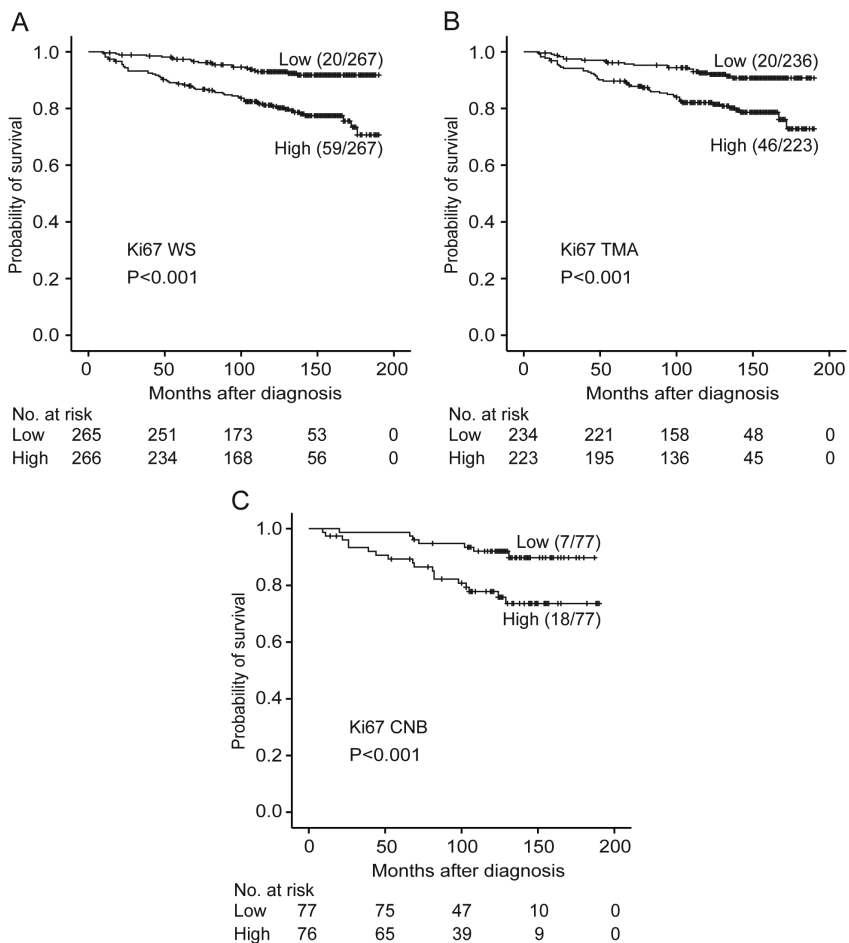 A
Probability of survival
1.0
0.8
0.6
0.4
0.2
0.0
Low (20/267)
High (59/267)
Ki67 WS
P<0.001
0 50 100 150 200
Months after diagnosis
No. at risk
Low 265 251 173 53 0
High 266 234 168 56 0
B
Probability of survival
1.0
0.8
0.6
0.4
0.2
0.0
Low (20/236)
High (46/223)
Ki67 TMA
P<0.001
0 50 100 150 200
Months after diagnosis
No. at risk
Low 234 221 158 48 0
High 223 195 136 45 0
C
Probability of survival
1.0
0.8
0.6
0.4
0.2
0.0
Low (7/77)
High (18/77)
Ki67 CNB
P<0.001
0 50 100 150 200
Months after diagnosis
No. at risk
Low 77 75 47 10 0
High 76 65 39 9 0